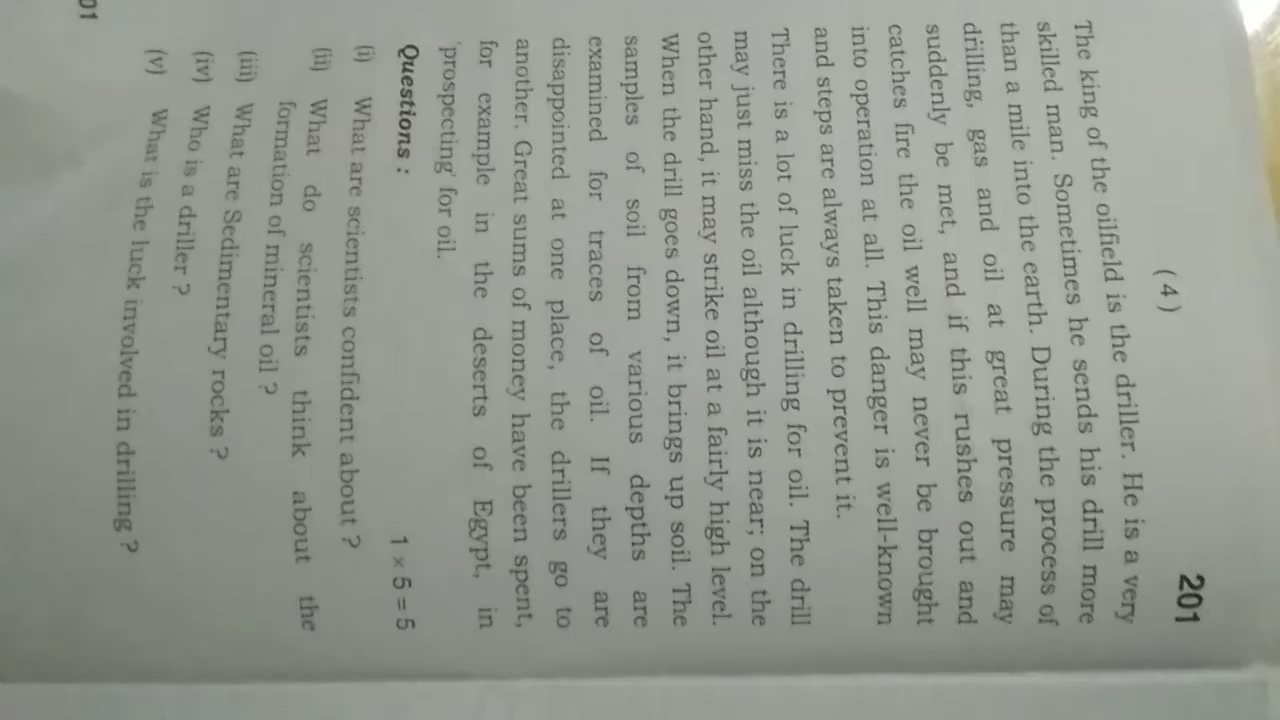 (4)
201
The king of the oilfield is the driller. He is a very
skilled man. Sometimes he sends his drill more
than a mile into the earth. During the process of
drilling, gas and oil at great pressure may
suddenly be met, and if this rushes out and
catches fire the oil well may never be brought
into operation at all. This danger is well-known
and steps are always taken to prevent it.
There is a lot of luck in drilling for oil. The drill
may just miss the oil although it is near; on the
other hand, it may strike oil at a fairly high level.
When the drill goes down, it brings up soil. The
samples of soil from various depths are
examined for traces of oil. If they are
disappointed at one place, the drillers go to
another. Great sums of money have been spent,
for example in the deserts of Egypt, in
'prospecting' for oil.
Questions : 1 × 5 = 5
(i) What are scientists confident about ?
(ii) What do scientists think about the
formation of mineral oil ?
(iii) What are Sedimentary rocks ?
(iv) Who is a driller ?
(v) What is the luck involved in drilling ?
01